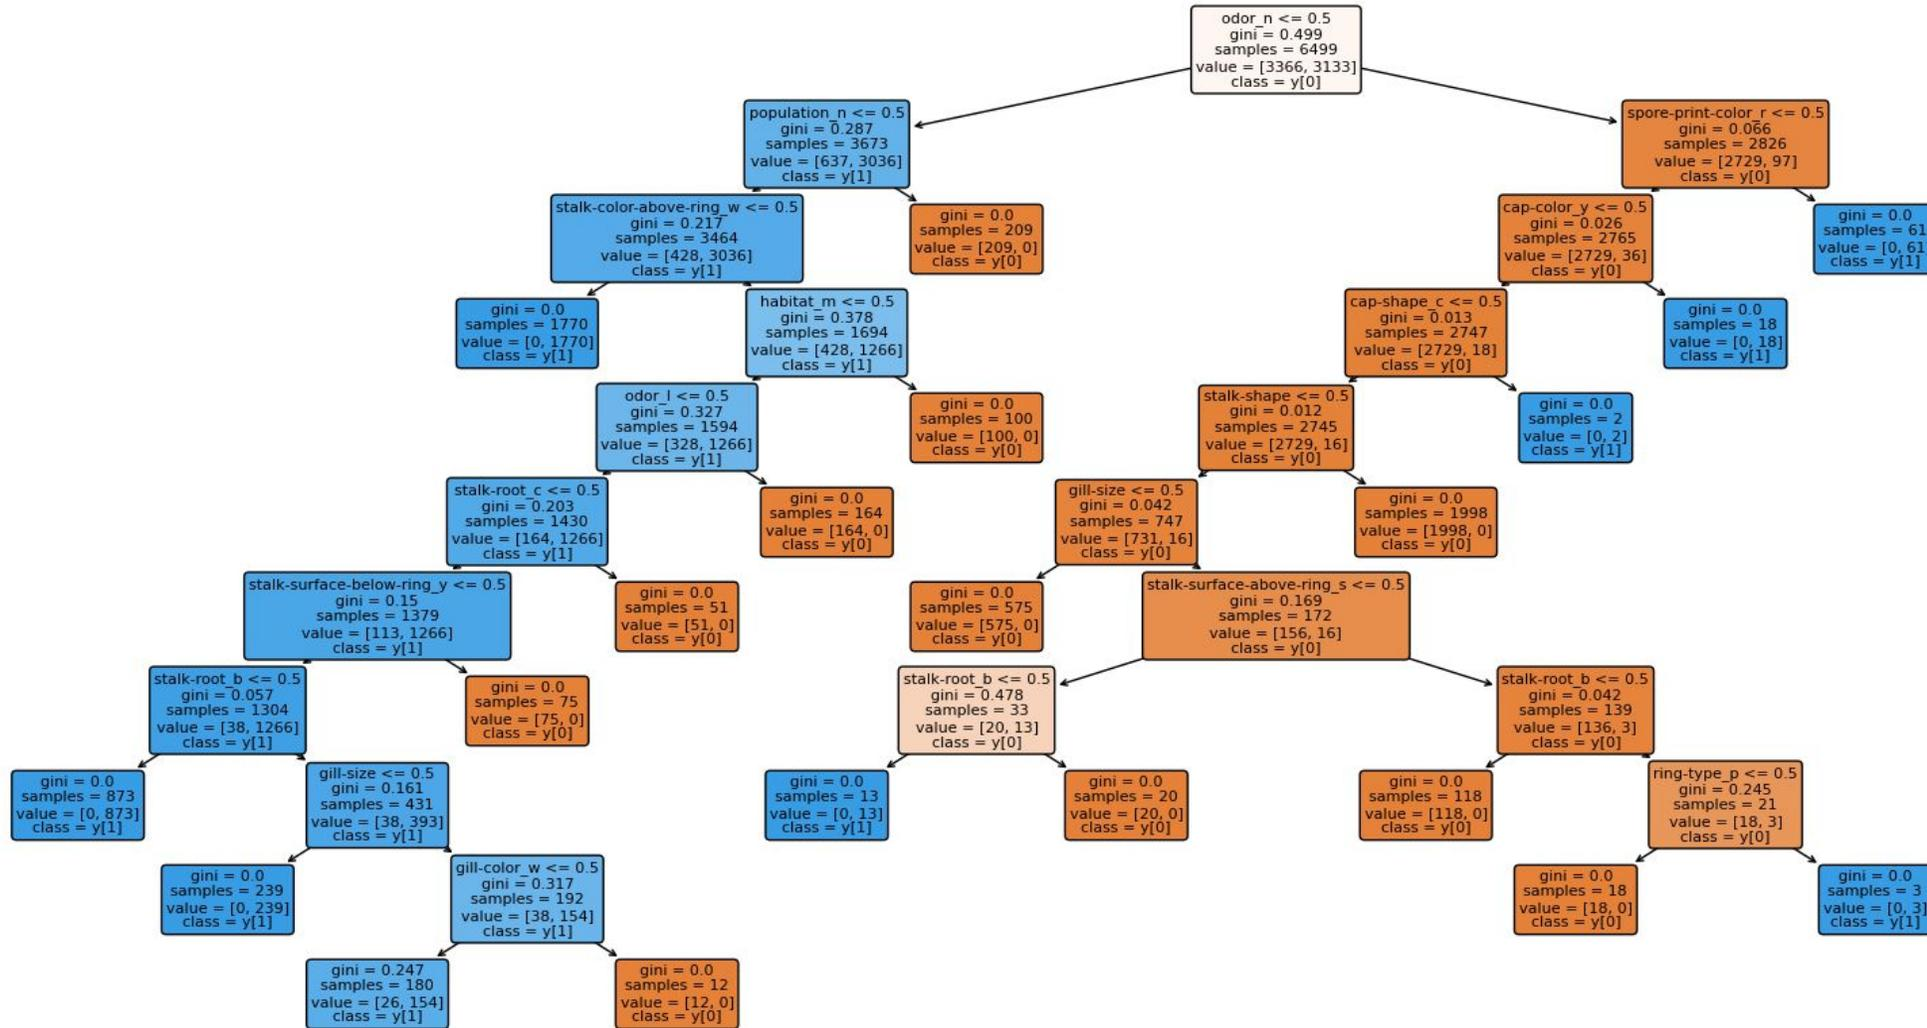 odor_n <= 0.5
gini = 0.499
samples = 6499
value = [3366, 3133]
class = y[0]
population_n <= 0.5
gini = 0.287
samples = 3673
value = [637, 3036]
class = y[1]
spore-print-color_r <= 0.5
gini = 0.066
samples = 2826
value = [2729, 97]
class = y[0]
stalk-color-above-ring_w <= 0.5
gini = 0.217
samples = 3464
value = [428, 3036]
class = y[1]
gini = 0.0
samples = 209
value = [209, 0]
class = y[0]
cap-color_y <= 0.5
gini = 0.026
samples = 2765
value = [2729, 36]
class = y[0]
gini = 0.0
samples = 61
value = [0, 61
class = y[1]
gini = 0.0
samples = 1770
value = [0, 1770]
class = y[1]
habitat_m <= 0.5
gini = 0.378
samples = 1694
value = [428, 1266]
class = y[1]
cap-shape_c <= 0.5
gini = 0.013
samples = 2747
value = [2729, 18]
class = y[0]
gini = 0.0
samples = 18
value = [0, 18]
class = y[1]
odor_l <= 0.5
gini = 0.327
samples = 1594
value = [328, 1266]
class = y[1]
gini = 0.0
samples = 100
value = [100, 0]
class = y[0]
stalk-shape <= 0.5
gini = 0.012
samples = 2745
value = [2729, 16]
class = y[0]
gini = 0.0
samples = 2
value = [0, 2]
class = y[1]
stalk-root_c <= 0.5
gini = 0.203
samples = 1430
value = [164, 1266]
class = y[1]
gini = 0.0
samples = 164
value = [164, 0]
class = y[0]
gill-size <= 0.5
gini = 0.042
samples = 747
value = [731, 16]
class = y[0]
gini = 0.0
samples = 1998
value = [1998, 0]
class = y[0]
stalk-surface-below-ring_y <= 0.5
gini = 0.15
samples = 1379
value = [113, 1266]
class = y[1]
gini = 0.0
samples = 51
value = [51, 0]
class = y[0]
gini = 0.0
samples = 575
value = [575, 0]
class = y[0]
stalk-surface-above-ring_s <= 0.5
gini = 0.169
samples = 172
value = [156, 16]
class = y[0]
stalk-root_b <= 0.5
gini = 0.057
samples = 1304
value = [38, 1266]
class = y[1]
gini = 0.0
samples = 75
value = [75, 0]
class = y[0]
stalk-root_b <= 0.5
gini = 0.478
samples = 33
value = [20, 13]
class = y[0]
stalk-root_b <= 0.5
gini = 0.042
samples = 139
value = [136, 3]
class = y[0]
gini = 0.0
samples = 873
value = [0, 873]
class = y[1]
gill-size <= 0.5
gini = 0.161
samples = 431
value = [38, 393]
class = y[1]
gini = 0.0
samples = 13
value = [0, 13]
class = y[1]
gini = 0.0
samples = 20
value = [20, 0]
class = y[0]
gini = 0.0
samples = 118
value = [118, 0]
class = y[0]
ring-type_p <= 0.5
gini = 0.245
samples = 21
value = [18, 3]
class = y[0]
gini = 0.0
samples = 239
value = [0, 239]
class = y[1]
gill-color_w <= 0.5
gini = 0.317
samples = 192
value = [38, 154]
class = y[1]
gini = 0.0
samples = 18
value = [18, 0]
class = y[0]
gini = 0.0
samples = 3
value = [0, 3]
class = y[1]
gini = 0.247
samples = 180
value = [26, 154]
class = y[1]
gini = 0.0
samples = 12
value = [12, 0]
class = y[0]